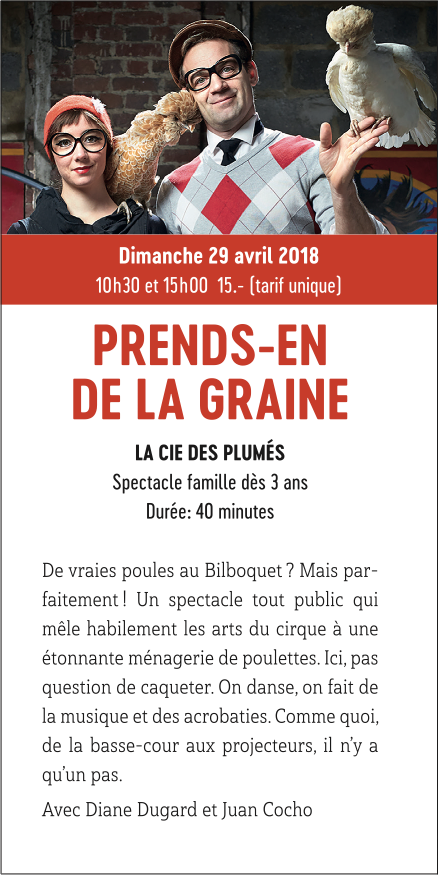 Dimanche 29 avril 2018
10h30 et 15h00 15.- (tarif unique)
PRENDS-EN
DE LA GRAINE
LA CIE DES PLUMÉS
Spectacle famille dès 3 ans
Durée: 40 minutes
De vraies poules au Bilboquet ? Mais par-
faitement ! Un spectacle tout public qui
mêle habilement les arts du cirque à une
étonnante ménagerie de poulettes. Ici, pas
question de caqueter. On danse, on fait de
la musique et des acrobaties. Comme quoi,
de la basse-cour aux projecteurs, il n'y a
qu'un pas.
Avec Diane Dugard et Juan Cocho